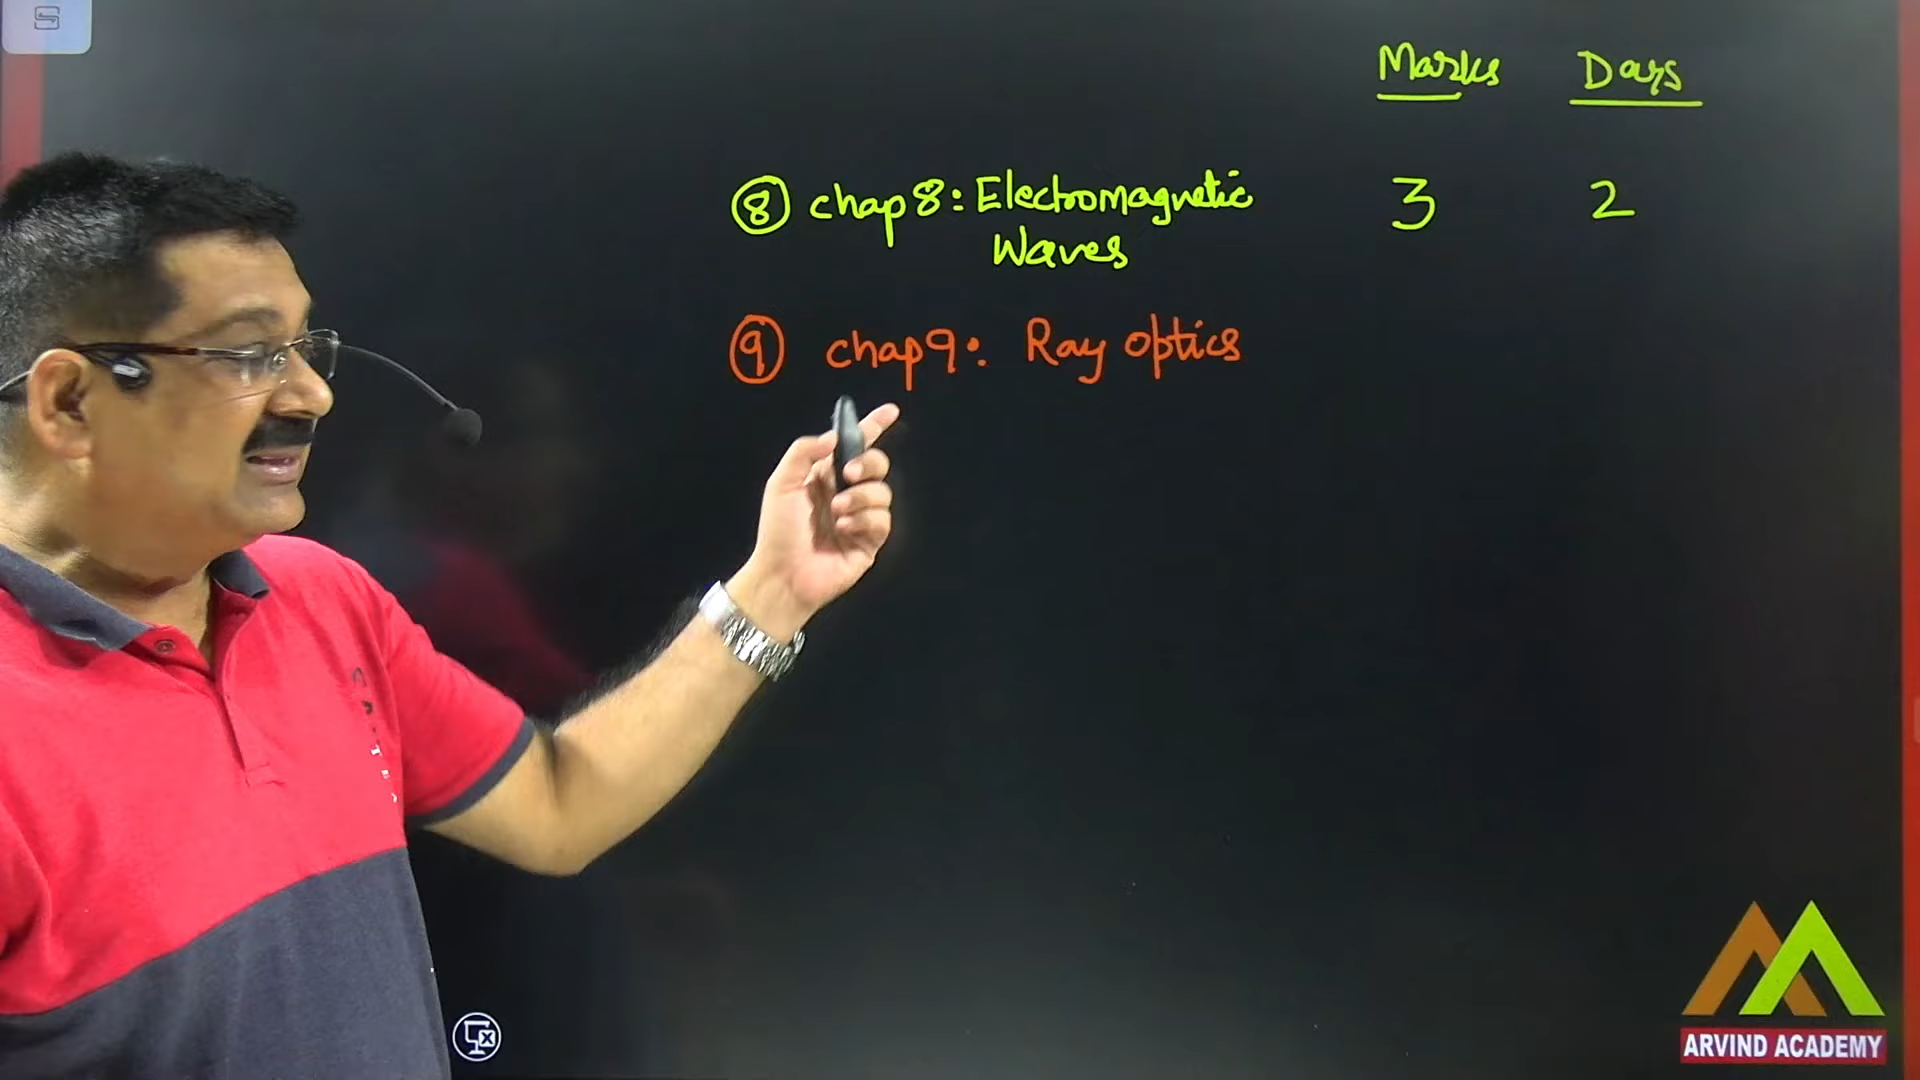 Marks Days
⑧ chap 8: Electromagnetic 3 2
Waves
⑨ chap 9: Ray optics
ARVIND ACADEMY